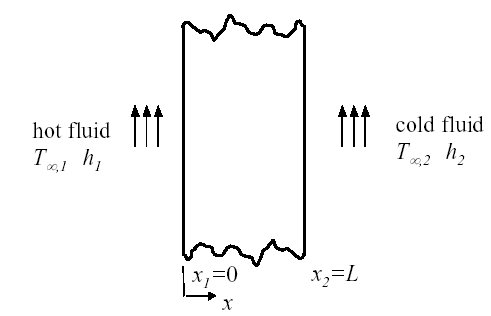 hot fluid
T∞,1 h1
cold fluid
T∞,2 h2
x1=0
x2=L
x